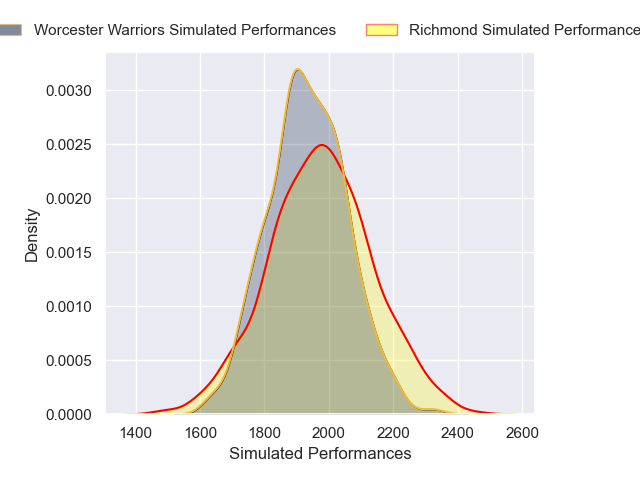 Worcester Warriors Simulated Performances
Richmond Simulated Performance
0.0030
0.0025
0.0020
0.0015
0.0010
0.0005
0.0000
Density
1400 1600 1800 2000 2200 2400 2600
Simulated Performances